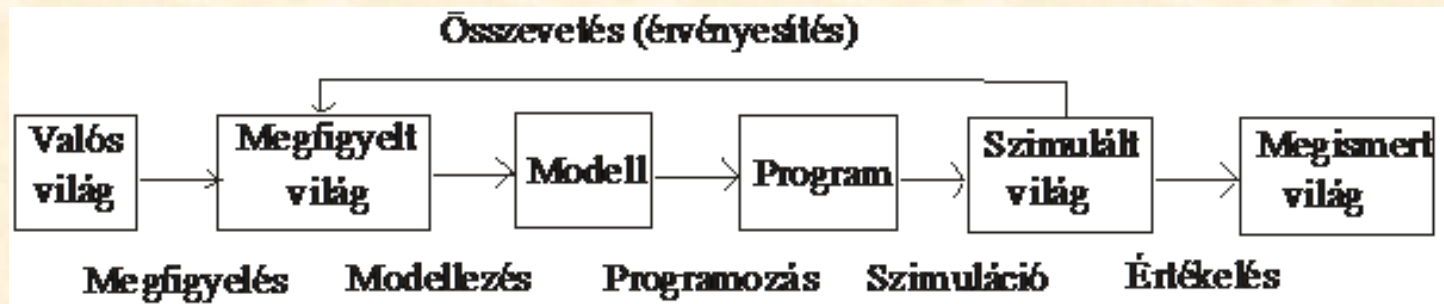 Összevetés (érvényesítés)
Valós
világ
Megfigyelt
világ
Modell
Program
Szimulált
világ
Megismert
világ
Megfigyelés
Modellezés
Programozás
Szimuláció
Értékelés